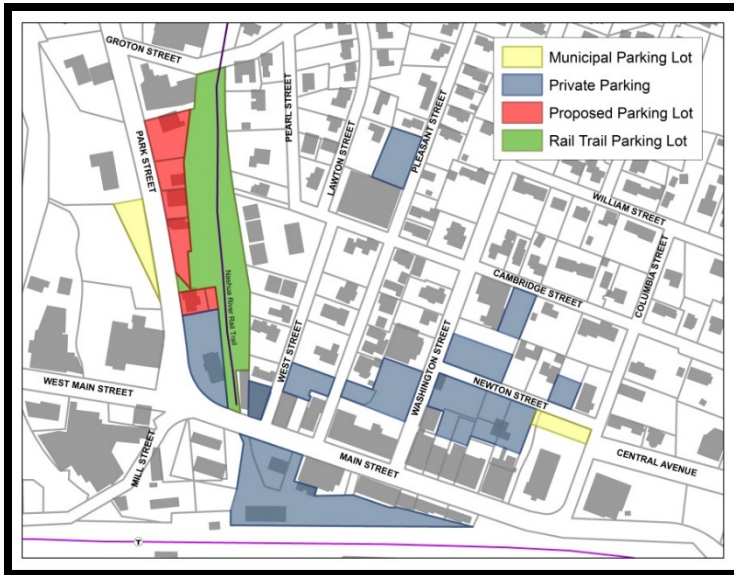 GROTON STREET
PARK STREET
PEARL STREET
LAWTON STREET
PLEASANT STREET
Municipal Parking Lot
Private Parking
Proposed Parking Lot
Rail Trail Parking Lot
WILLIAM STREET
COLUMBIA STREET
CAMBRIDGE STREET
Nashua River Rail Trail
WEST STREET
WASHINGTON STREET
NEWTON STREET
WEST MAIN STREET
MILL STREET
MAIN STREET
CENTRAL AVENUE
T